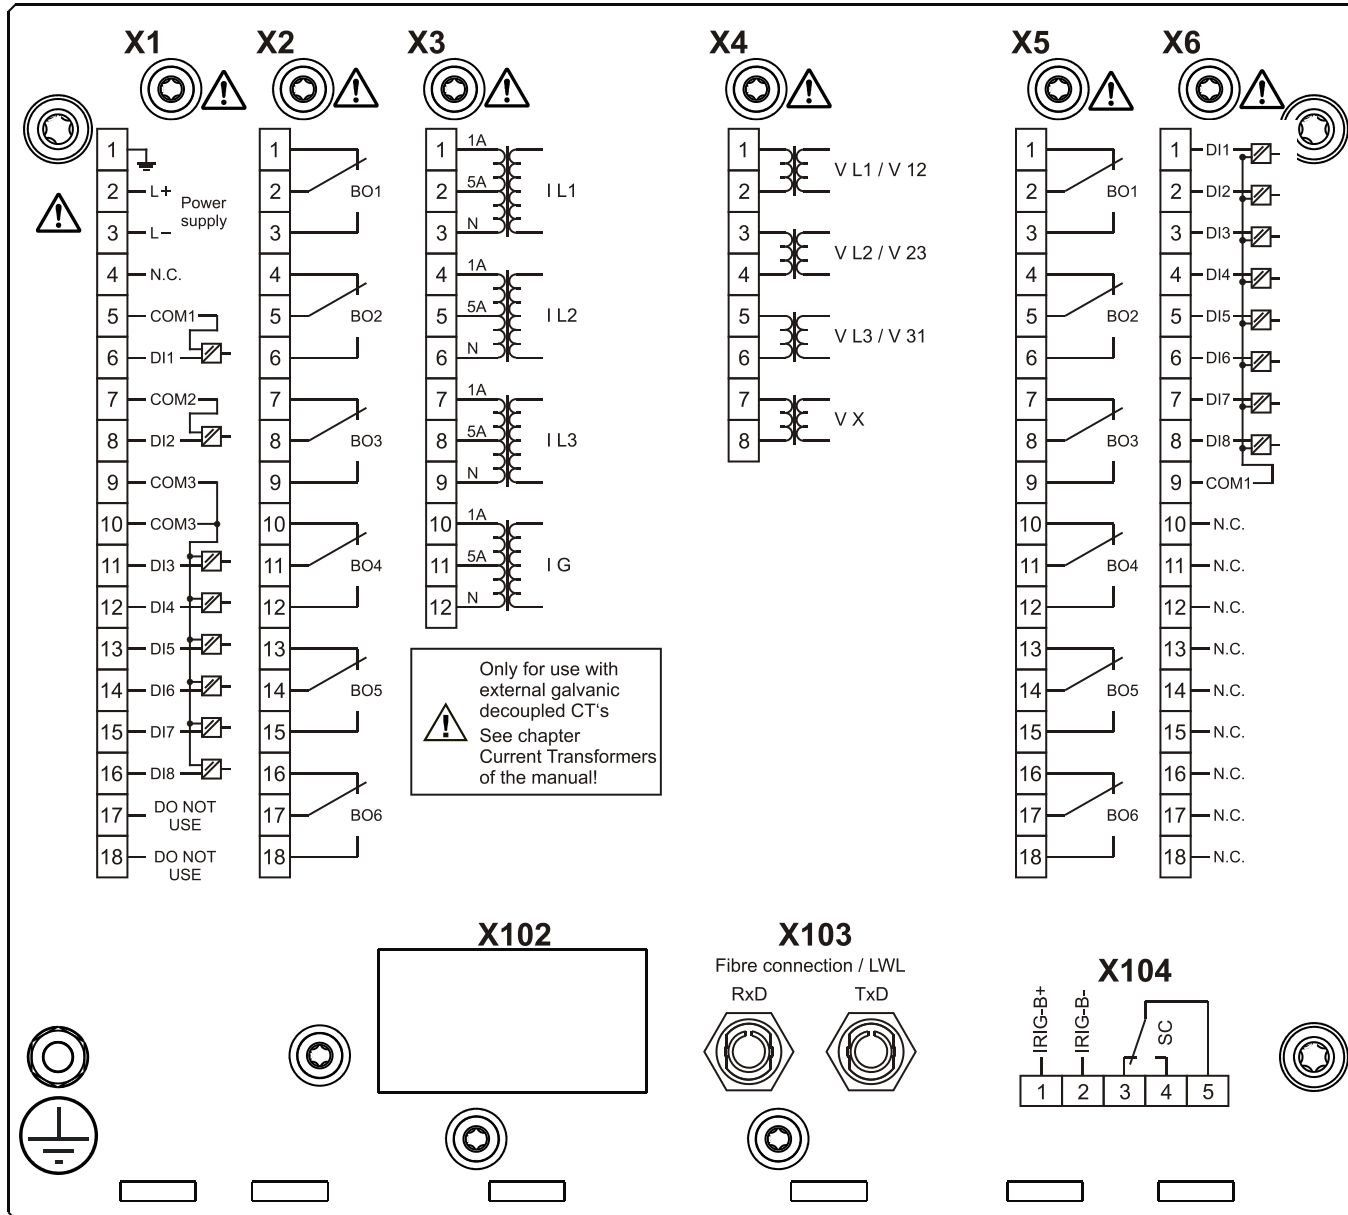 X1
X2
X3
X4
X5
X6
1
2 L+
3 L–
Power
supply
4 N.C.
5 COM1
6 DI1
7 COM2
8 DI2
9 COM3
10 COM3
11 DI3
12 DI4
13 DI5
14 DI6
15 DI7
16 DI8
17 DO NOT
USE
18 DO NOT
USE
1
2 BO1
3
4
5 BO2
6
7
8 BO3
9
10
11 BO4
12
13
14 BO5
15
16
17 BO6
18
1 1A
2 5A I L1
3 N
4 1A
5 5A I L2
6 N
7 1A
8 5A I L3
9 N
10 1A
11 5A I G
12 N
Only for use with
external galvanic
decoupled CT‘s
See chapter
Current Transformers
of the manual!
1
V L1 / V 12
2
3
V L2 / V 23
4
5
V L3 / V 31
6
7
V X
8
1
2 BO1
3
4
5 BO2
6
7
8 BO3
9
10
11 BO4
12
13
14 BO5
15
16
17 BO6
18
1 DI1
2 DI2
3 DI3
4 DI4
5 DI5
6 DI6
7 DI7
8 DI8
9 COM1
10 N.C.
11 N.C.
12 N.C.
13 N.C.
14 N.C.
15 N.C.
16 N.C.
17 N.C.
18 N.C.
X102
X103
Fibre connection / LWL
RxD TxD
X104
IRIG-B+
IRIG-B-
SC
1 2 3 4 5